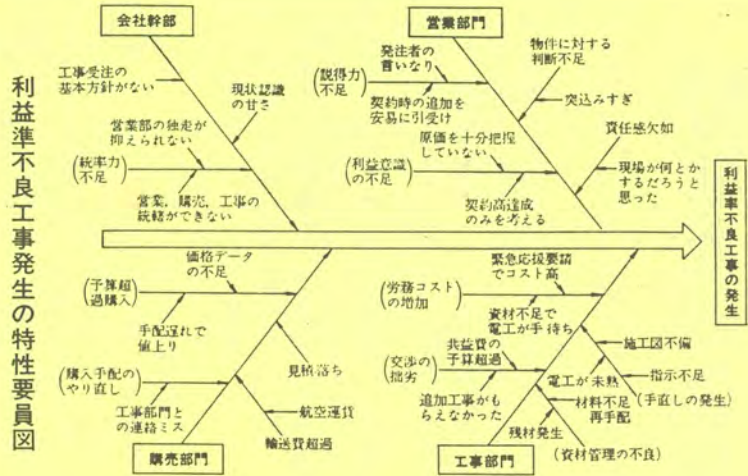 利益準不良工事発生の特性要員図
会社幹部
工事受注の
基本方針がない
現状認識
の甘さ
営業部の独走が
抑えられない
(統率力
不足)
営業，購売，工事の
統轄ができない
営業部門
発注者の
言いなり
(説得力
不足)
契約時の追加を
安易に引受け
物件に対する
判断不足
突込みすぎ
原価を十分把握
していない
(利益意識
の不足)
契約高達成
のみを考える
責任感欠如
現場が何とか
するだろうと
思った
利益率不良工事の発生
価格データ
の不足
(予算超
過購入)
手配遅れで
値上り
見積落ち
(購入手配の
やり直し)
工事部門と
の連絡ミス
航空運賃
輸送費超過
購売部門
緊急応援要請
でコスト高
(労務コスト
の増加)
資材不足で
電工が手待ち
共益費の
予算超過
(交渉の
拙劣)
追加工事がも
らえなかった
施工図不備
指示不足
電工が未熟
(手直しの発生)
材料不足
再手配
残材発生
(資材管理の不良)
工事部門